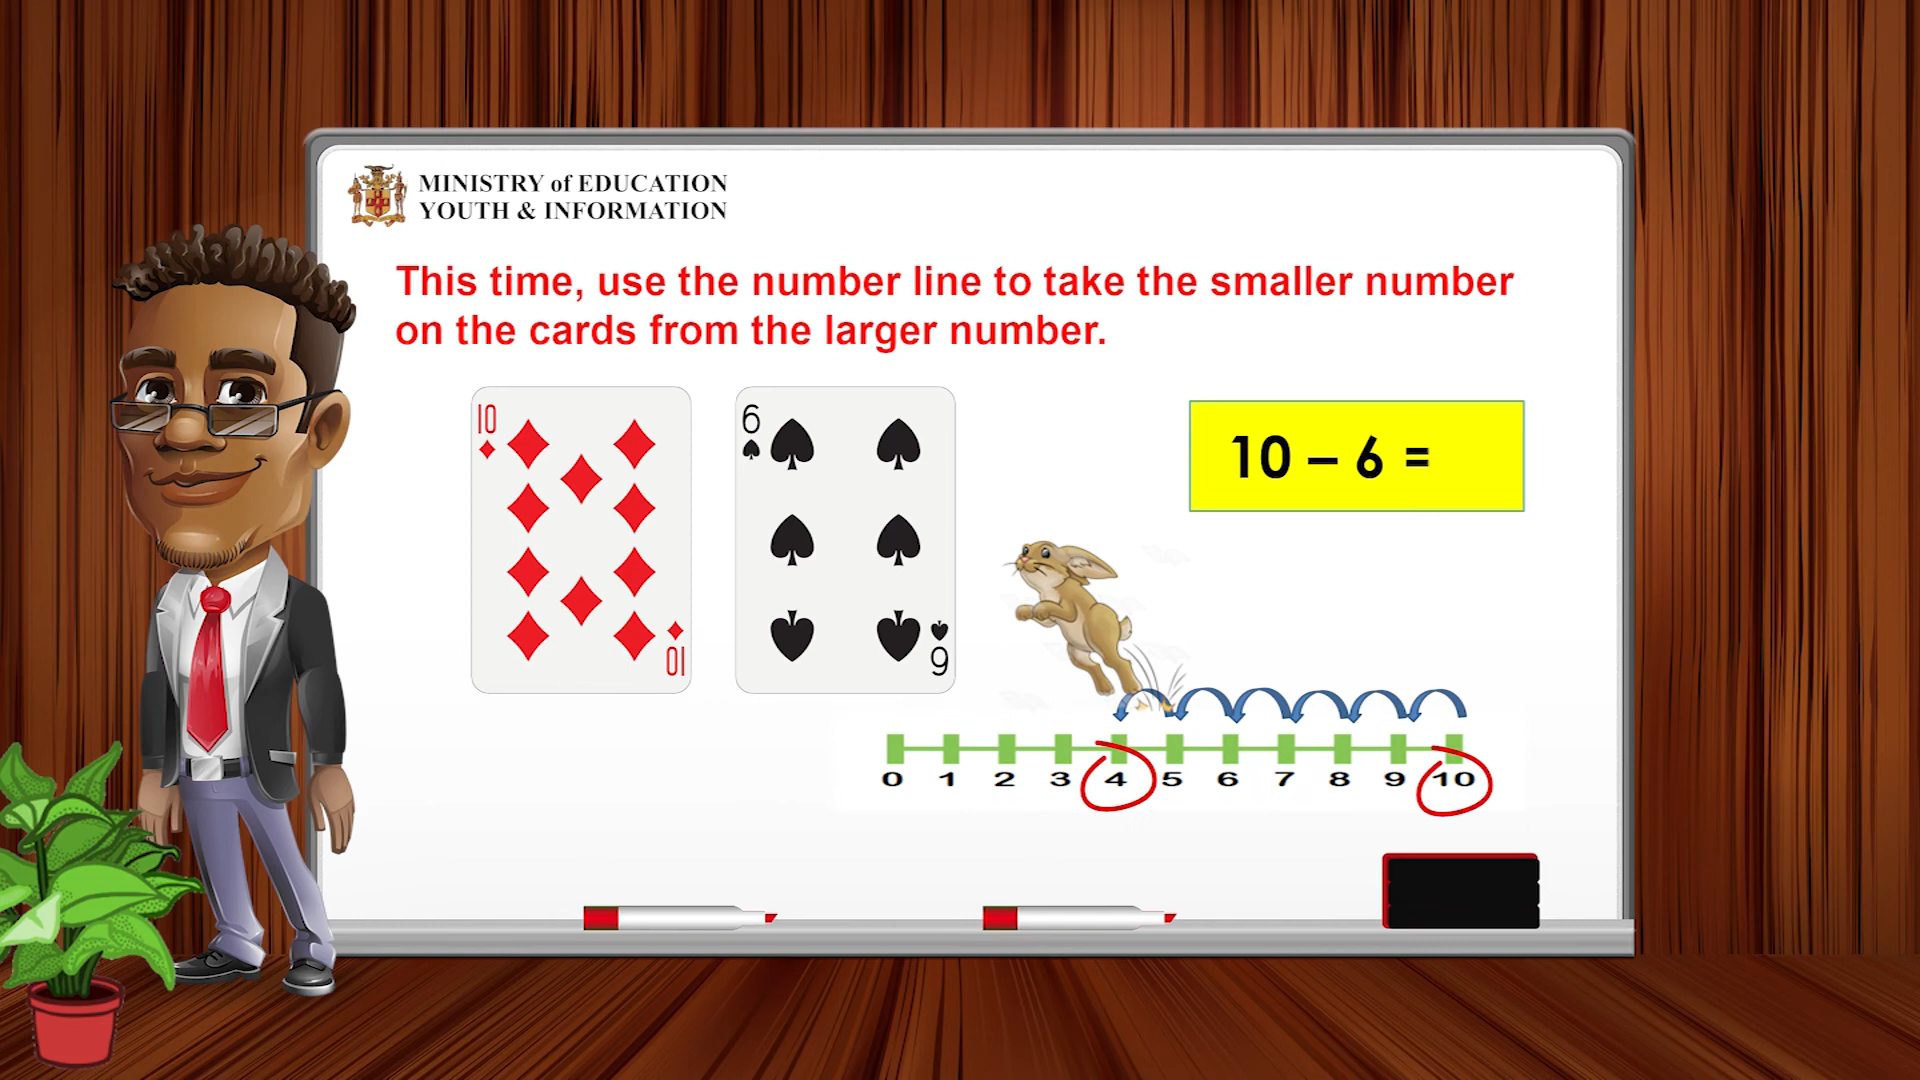 MINISTRY of EDUCATION
YOUTH & INFORMATION
This time, use the number line to take the smaller number
on the cards from the larger number.
10
6
10 – 6 =
10
6
0 1 2 3 4 5 6 7 8 9 10